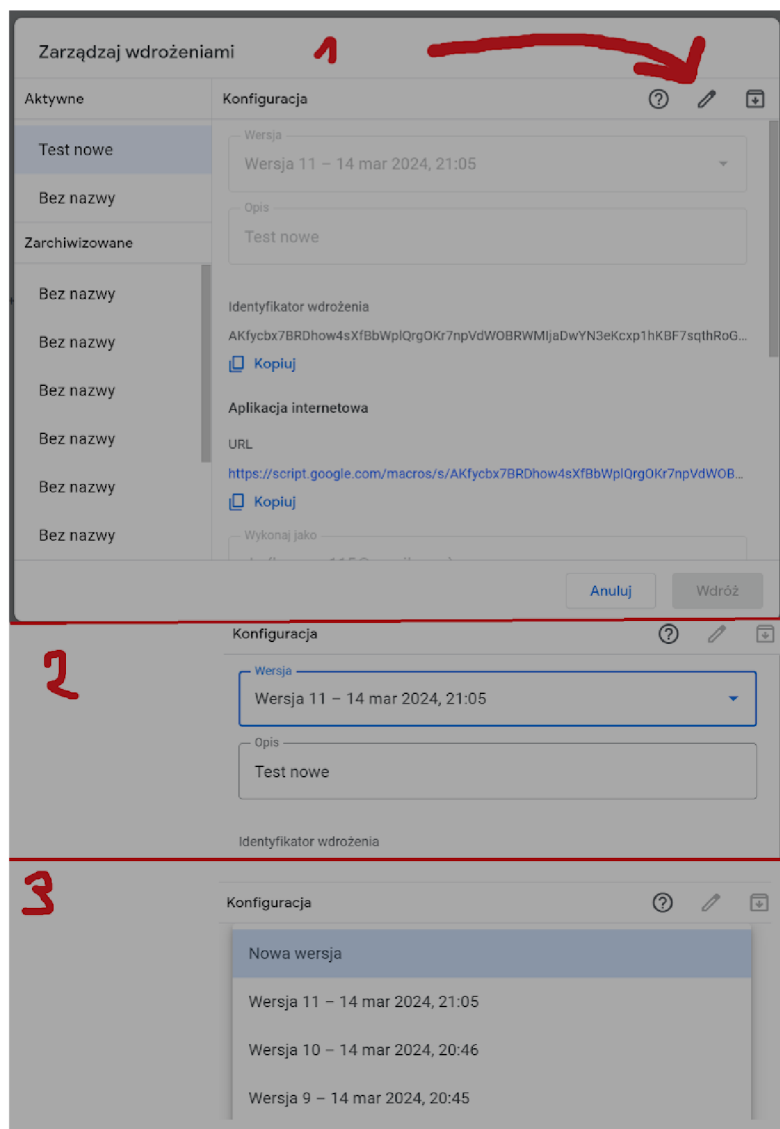 Zarządzaj wdrożeniami 1
Aktywne
Konfiguracja
Test nowe
Wersja
Wersja 11 – 14 mar 2024, 21:05
Bez nazwy
Opis
Test nowe
Zarchiwizowane
Bez nazwy
Identyfikator wdrożenia
AKfycbx7BRDhow4sXfBbWplQrgOKr7npVdWOBRWMIjaDwYN3eKcxp1hKBF7sqthRoG...
Bez nazwy
Kopiuj
Bez nazwy
Aplikacja internetowa
Bez nazwy
URL
https://script.google.com/macros/s/AKfycbx7BRDhow4sXfBbWplQrgOKr7npVdWOB...
Bez nazwy
Kopiuj
Bez nazwy
Wykonaj jako
Anuluj
Wdróż
2
Konfiguracja
Wersja
Wersja 11 – 14 mar 2024, 21:05
Opis
Test nowe
Identyfikator wdrożenia
3
Konfiguracja
Nowa wersja
Wersja 11 – 14 mar 2024, 21:05
Wersja 10 – 14 mar 2024, 20:46
Wersja 9 – 14 mar 2024, 20:45